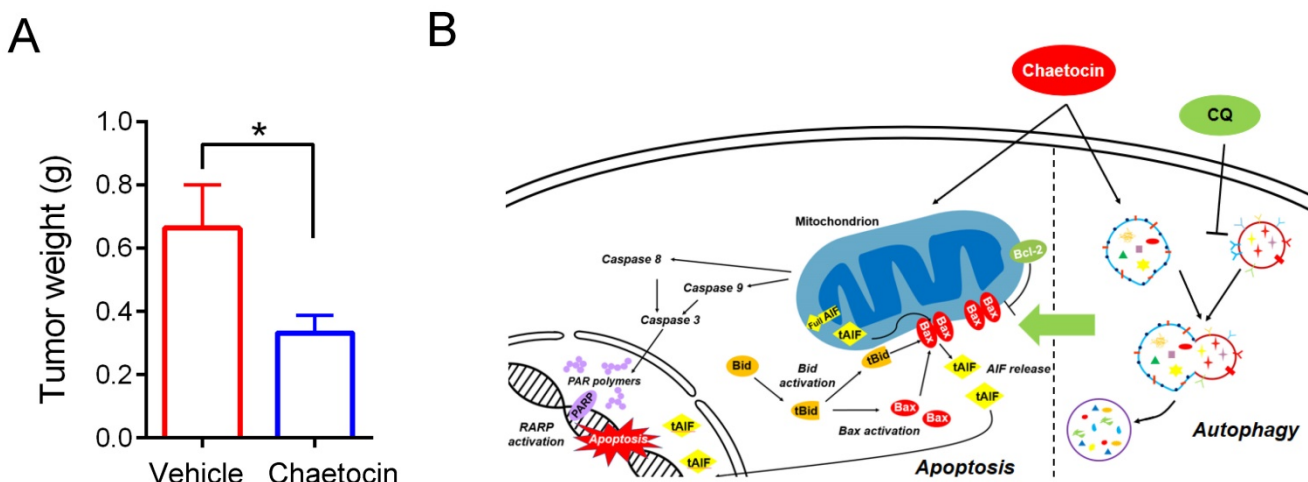 A
Tumor weight (g)
1.0
0.8
0.6
0.4
0.2
0.0
*
Vehicle
Chaetocin
B
Chaetocin
CQ
Mitochondrion
Bcl-2
Caspase 8
Caspase 9
Caspase 3
Full AIF
tAIF
Bax
Bax
Bax
Bax
PAR polymers
PARP
RARP
activation
Apoptosis
tAIF
tAIF
Bid
Bid
activation
tBid
tBid
Bax
Bax
Bax activation
tAIF
AIF release
tAIF
Apoptosis
Autophagy